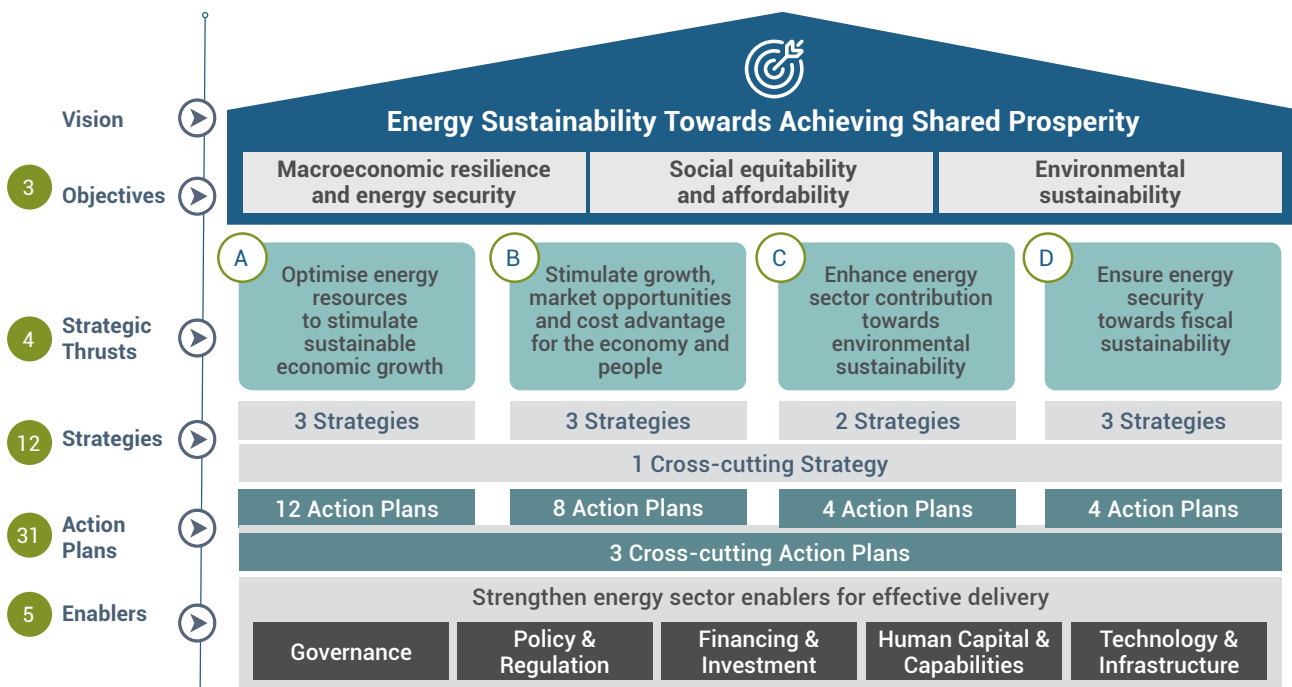 Vision
Energy Sustainability Towards Achieving Shared Prosperity
3
Objectives
Macroeconomic resilience
and energy security
Social equitability
and affordability
Environmental
sustainability
4
Strategic
Thrusts
A
Optimise energy
resources
to stimulate
sustainable
economic growth
B
Stimulate growth,
market opportunities
and cost advantage
for the economy and
people
C
Enhance energy
sector contribution
towards
environmental
sustainability
D
Ensure energy
security
towards fiscal
sustainability
12
Strategies
3 Strategies
3 Strategies
2 Strategies
3 Strategies
1 Cross-cutting Strategy
31
Action
Plans
12 Action Plans
8 Action Plans
4 Action Plans
4 Action Plans
3 Cross-cutting Action Plans
5
Enablers
Strengthen energy sector enablers for effective delivery
Governance
Policy &
Regulation
Financing &
Investment
Human Capital &
Capabilities
Technology &
Infrastructure